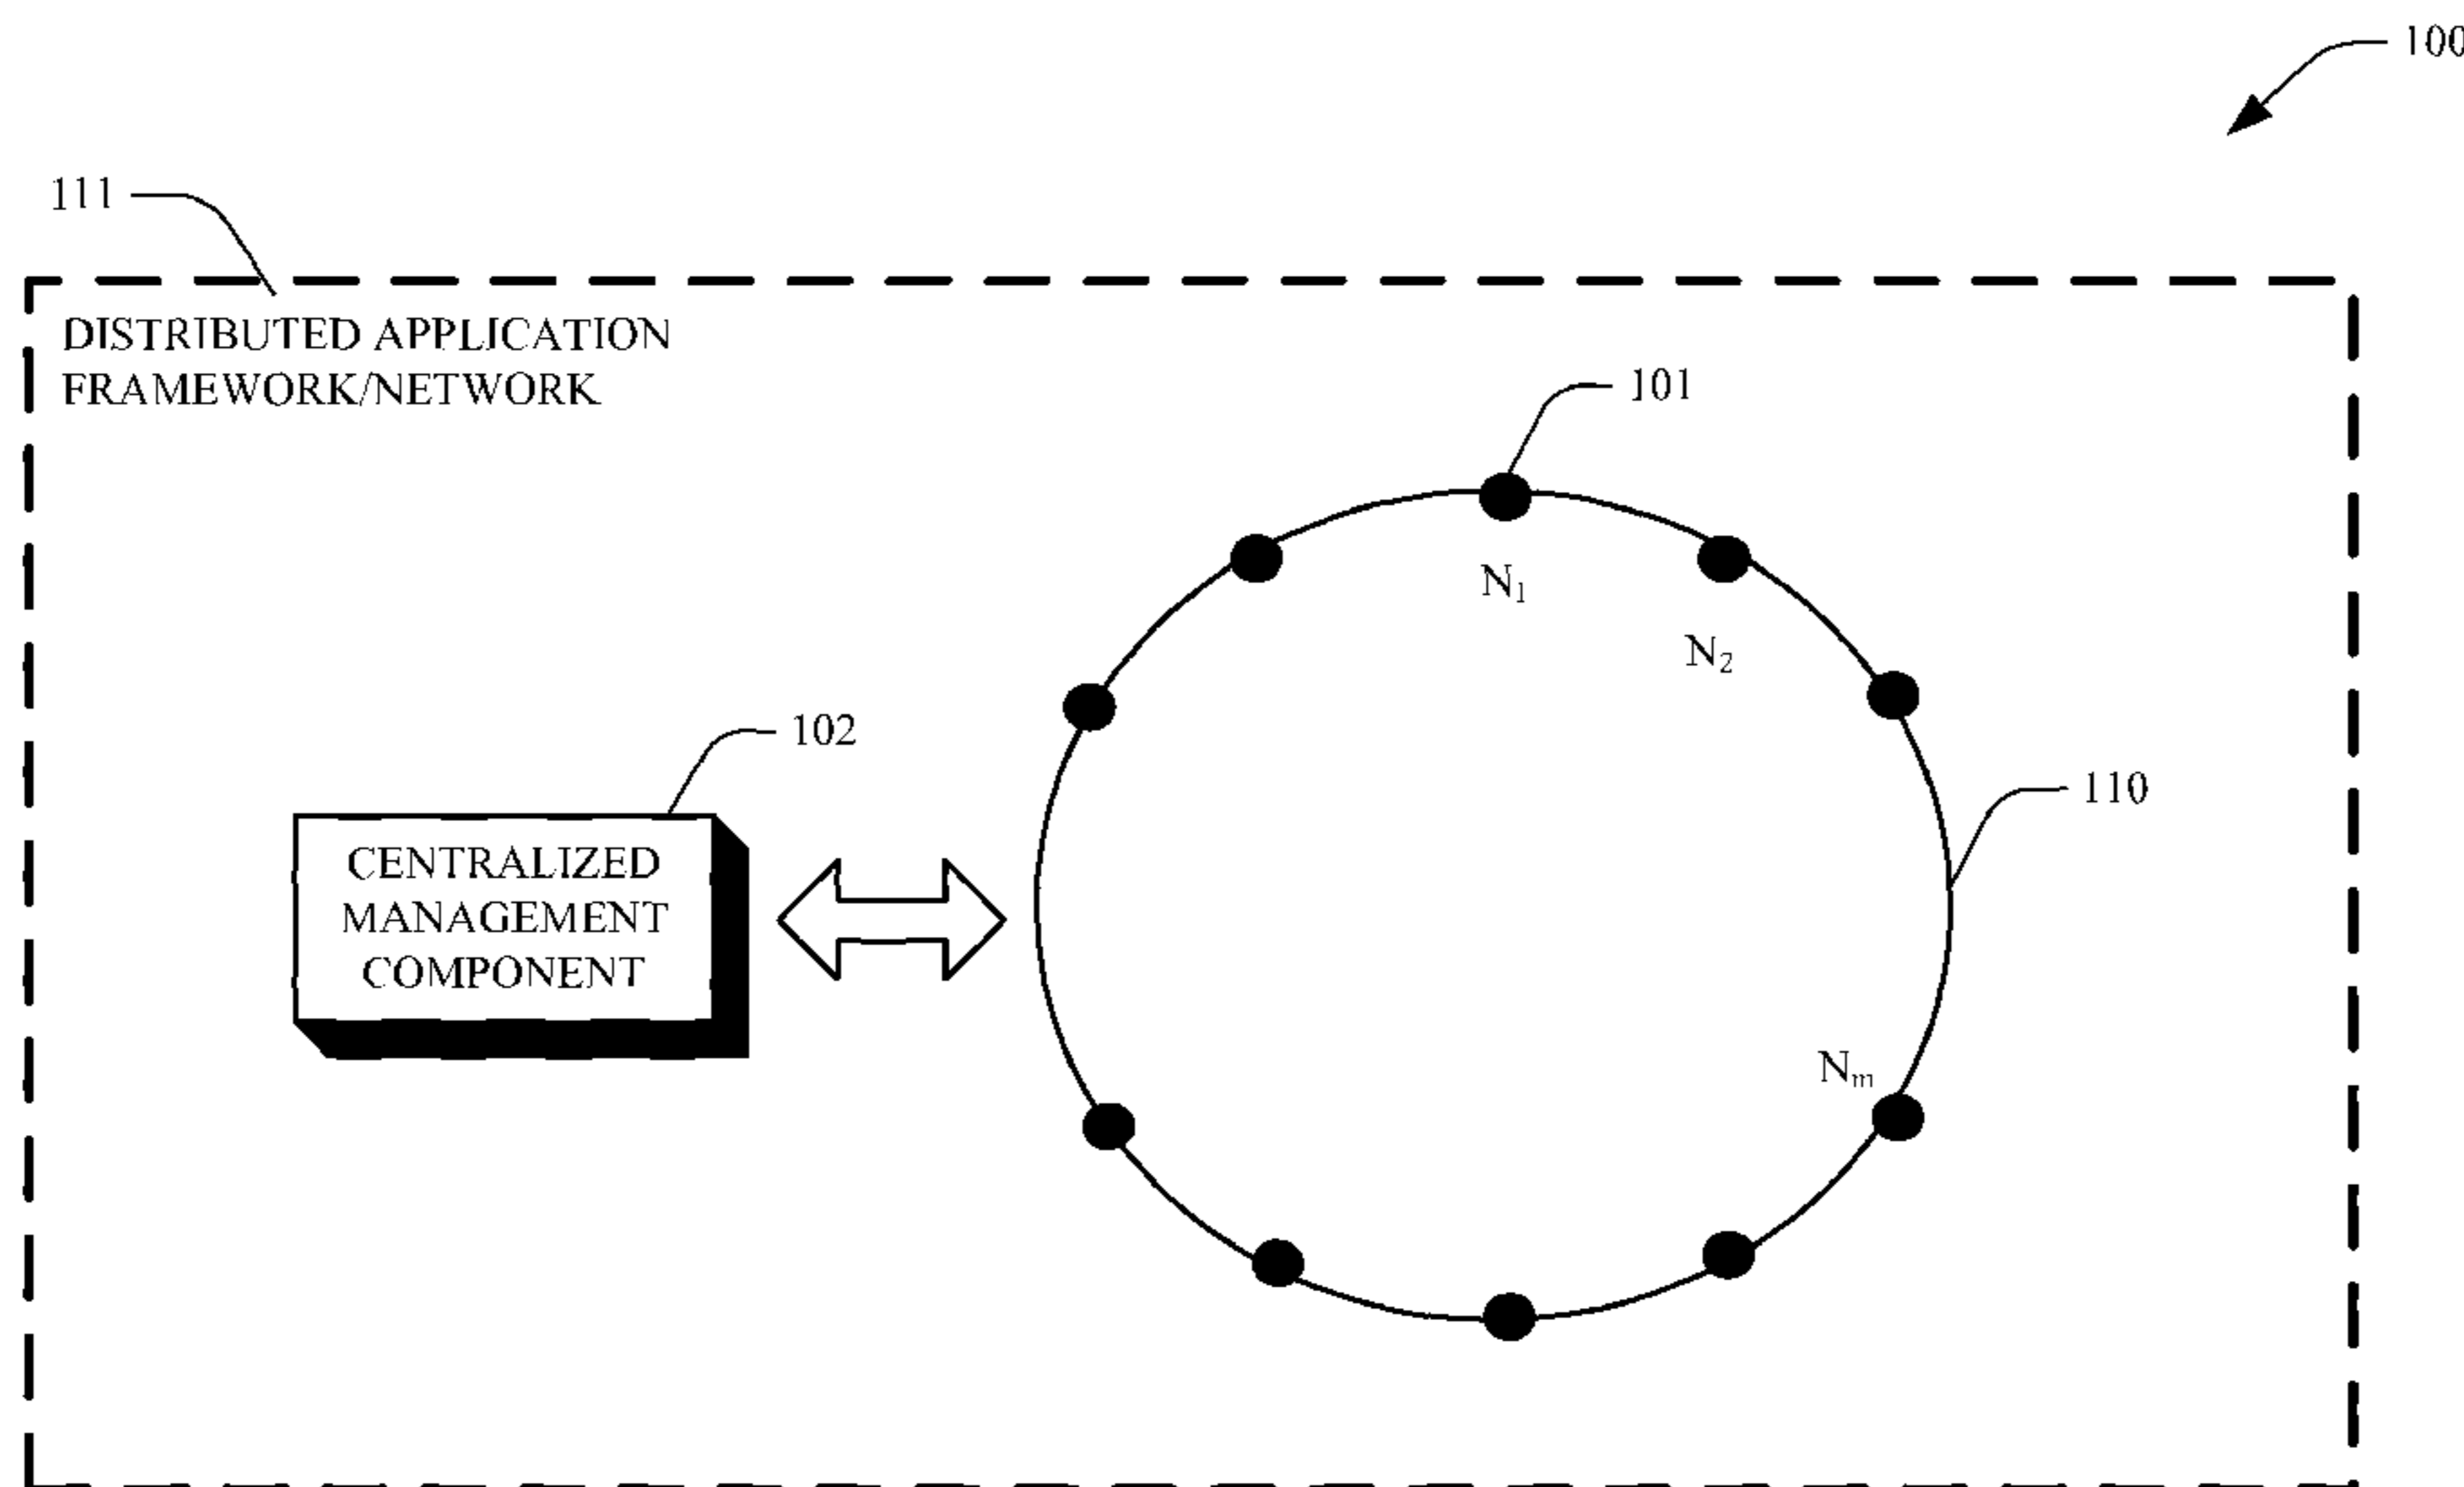 100
111
DISTRIBUTED APPLICATION
FRAMEWORK/NETWORK
101
N₁
N₂
102
110
CENTRALIZED
MANAGEMENT
COMPONENT
Nₘ